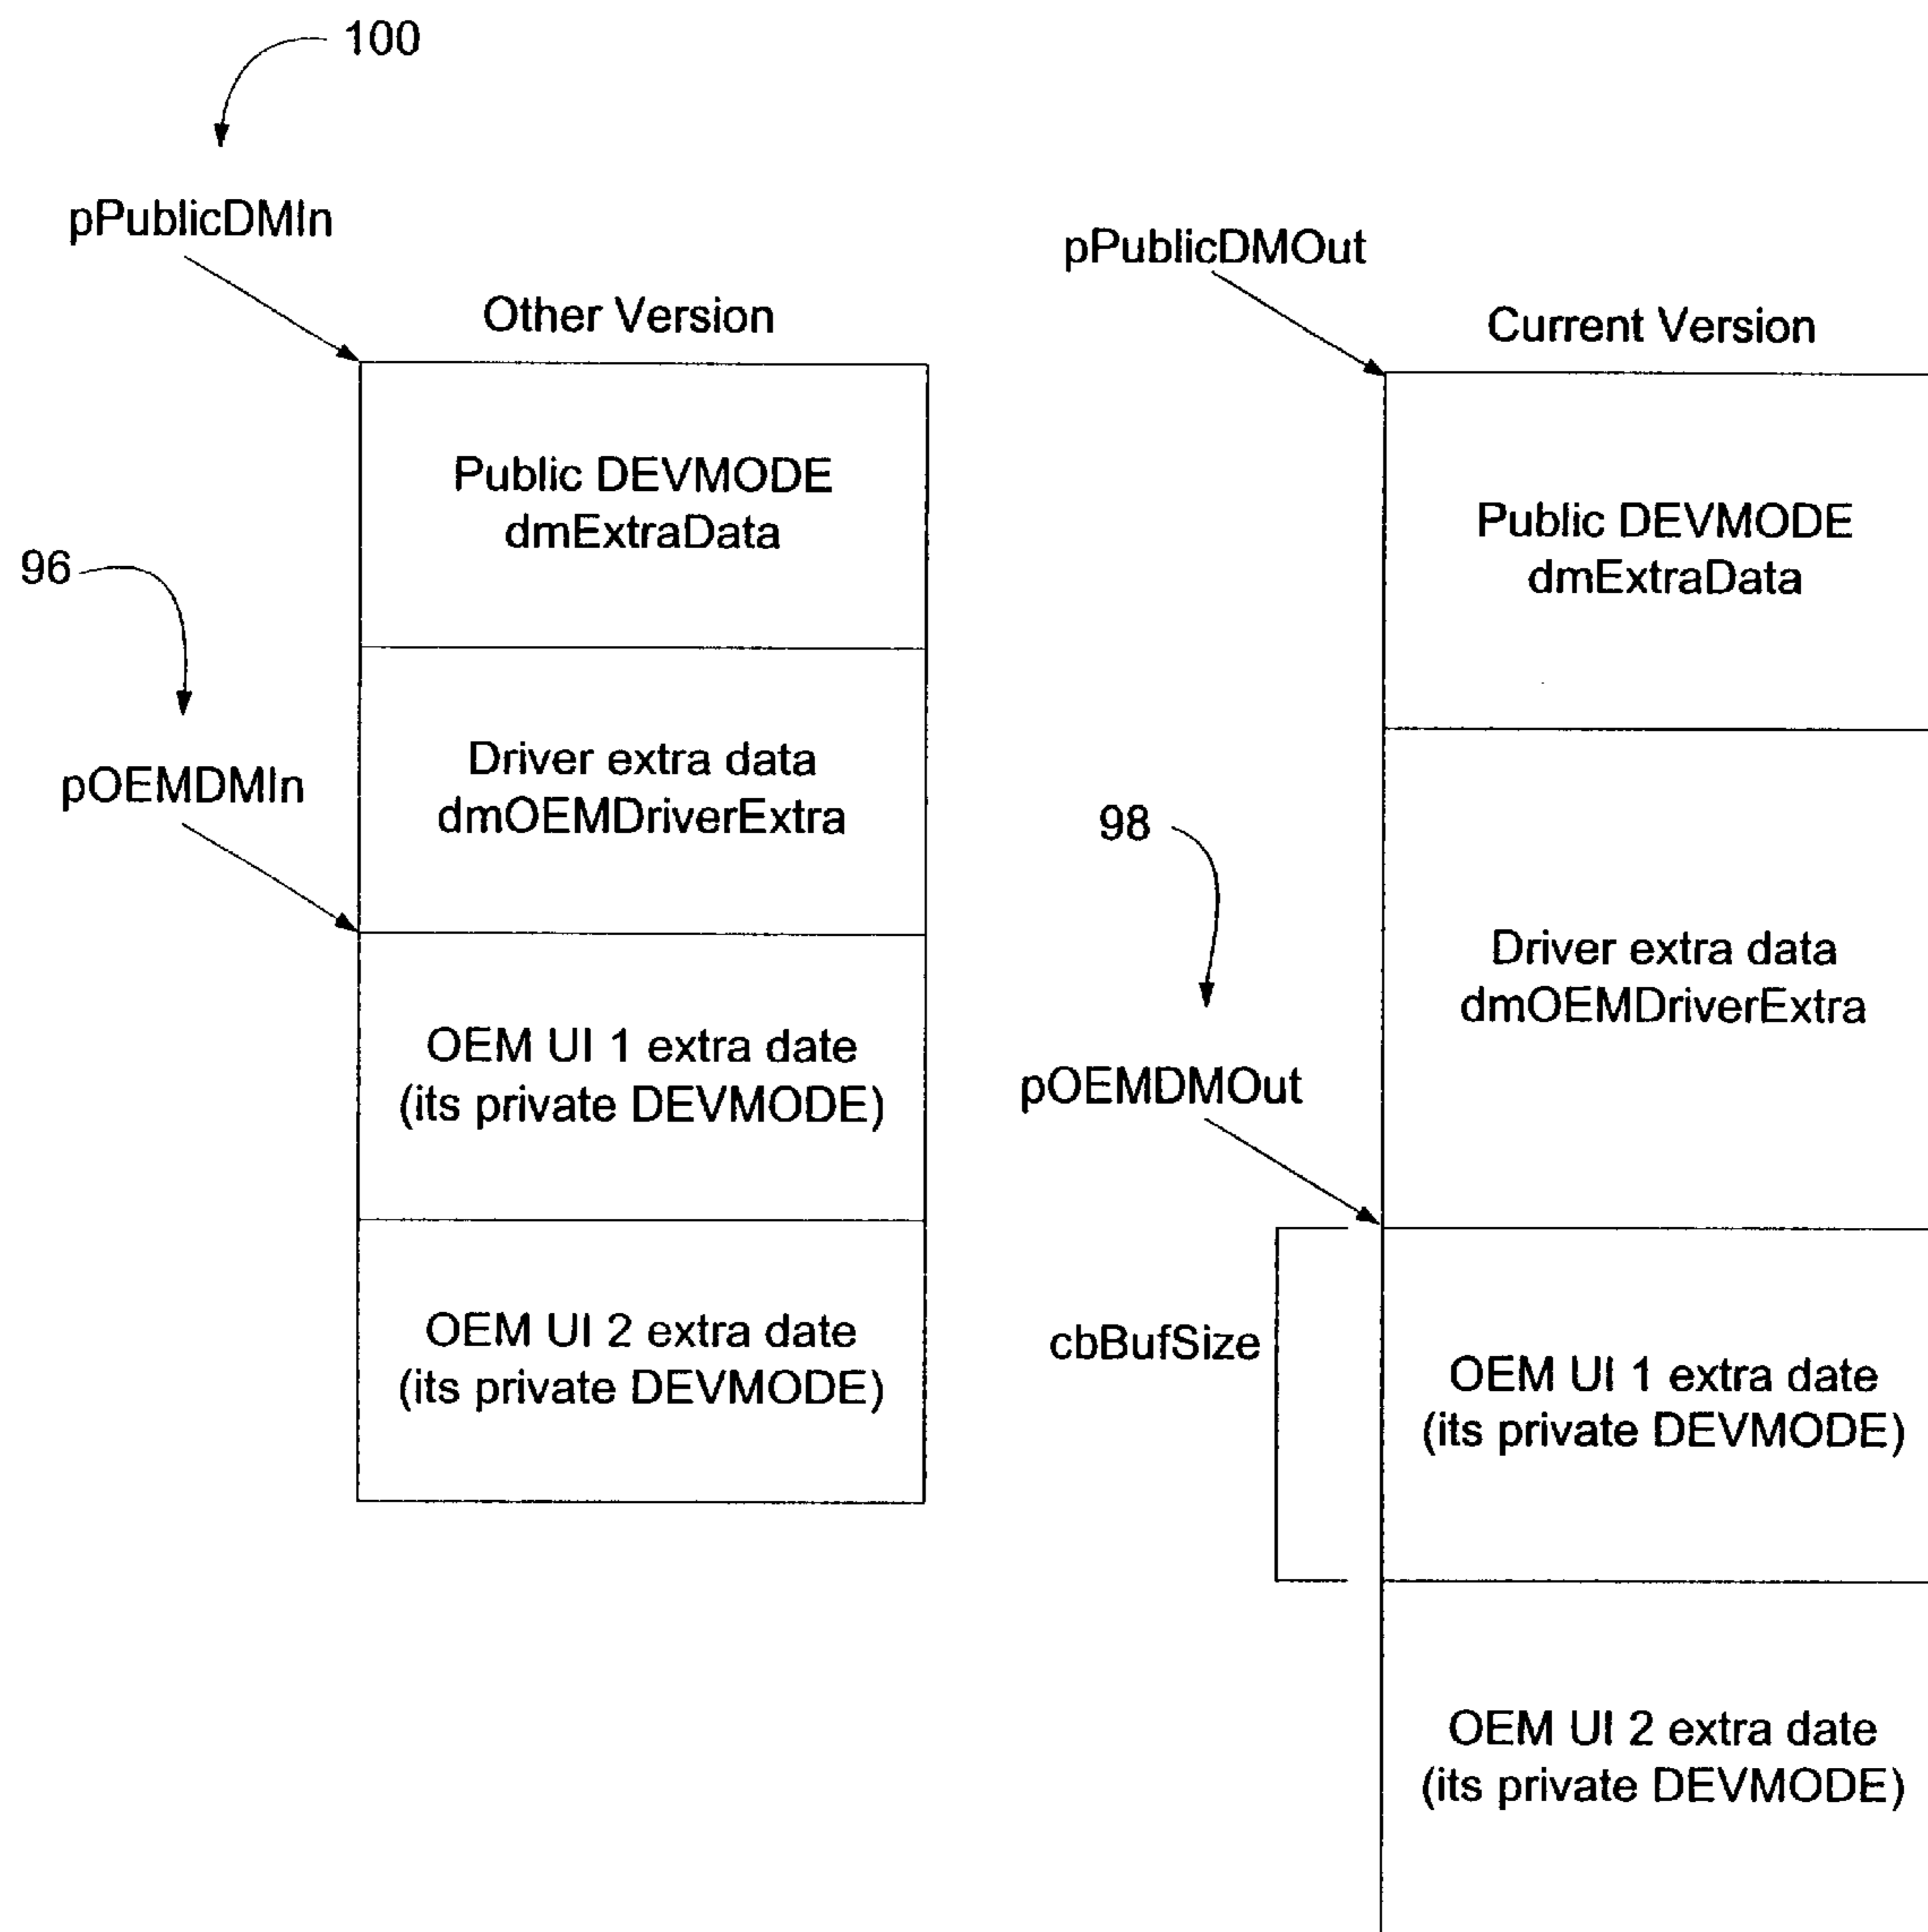 100
pPublicDMIn
Other Version
Public DEVMODE
dmExtraData
96
pOEMDMIn
Driver extra data
dmOEMDriverExtra
OEM UI 1 extra date
(its private DEVMODE)
OEM UI 2 extra date
(its private DEVMODE)
pPublicDMOut
Current Version
Public DEVMODE
dmExtraData
98
pOEMDMOut
Driver extra data
dmOEMDriverExtra
cbBufSize
OEM UI 1 extra date
(its private DEVMODE)
OEM UI 2 extra date
(its private DEVMODE)